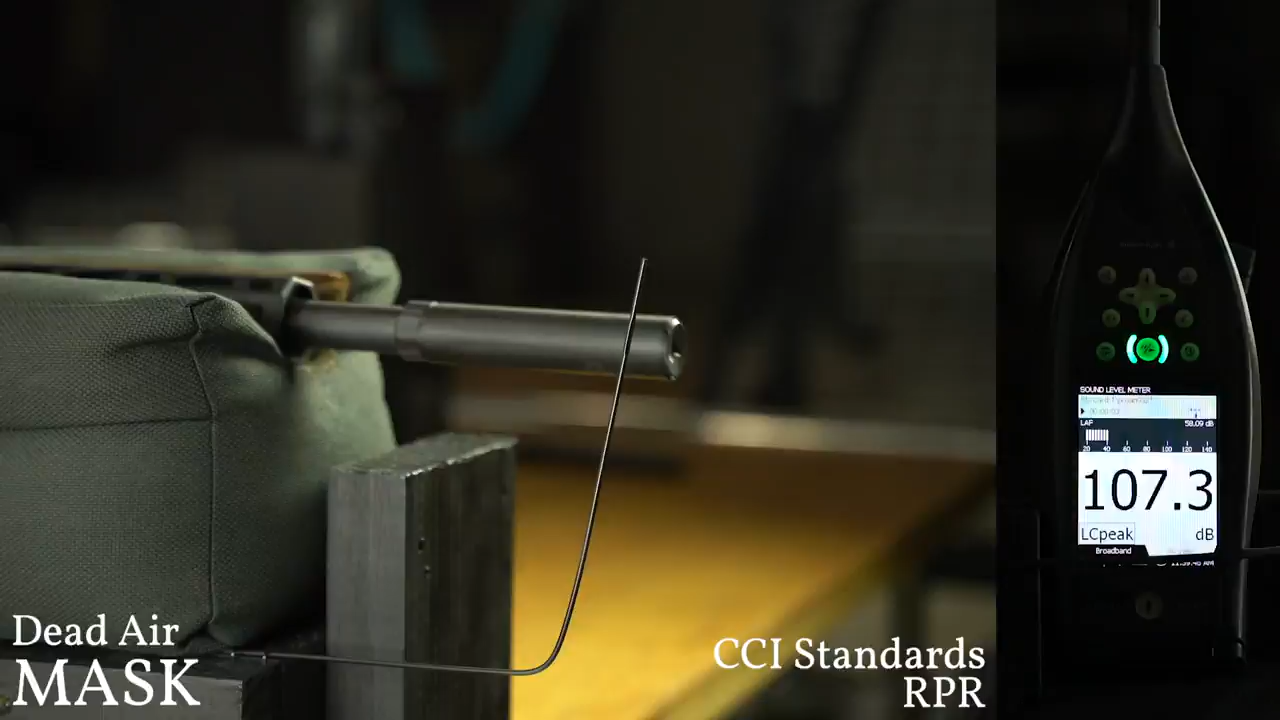 Dead Air
MASK
CCI Standards
RPR
SOUND LEVEL METER
LAF 58.09 dB
20 40 60 80 100 120 140
107.3
LCpeak dB
Broadband